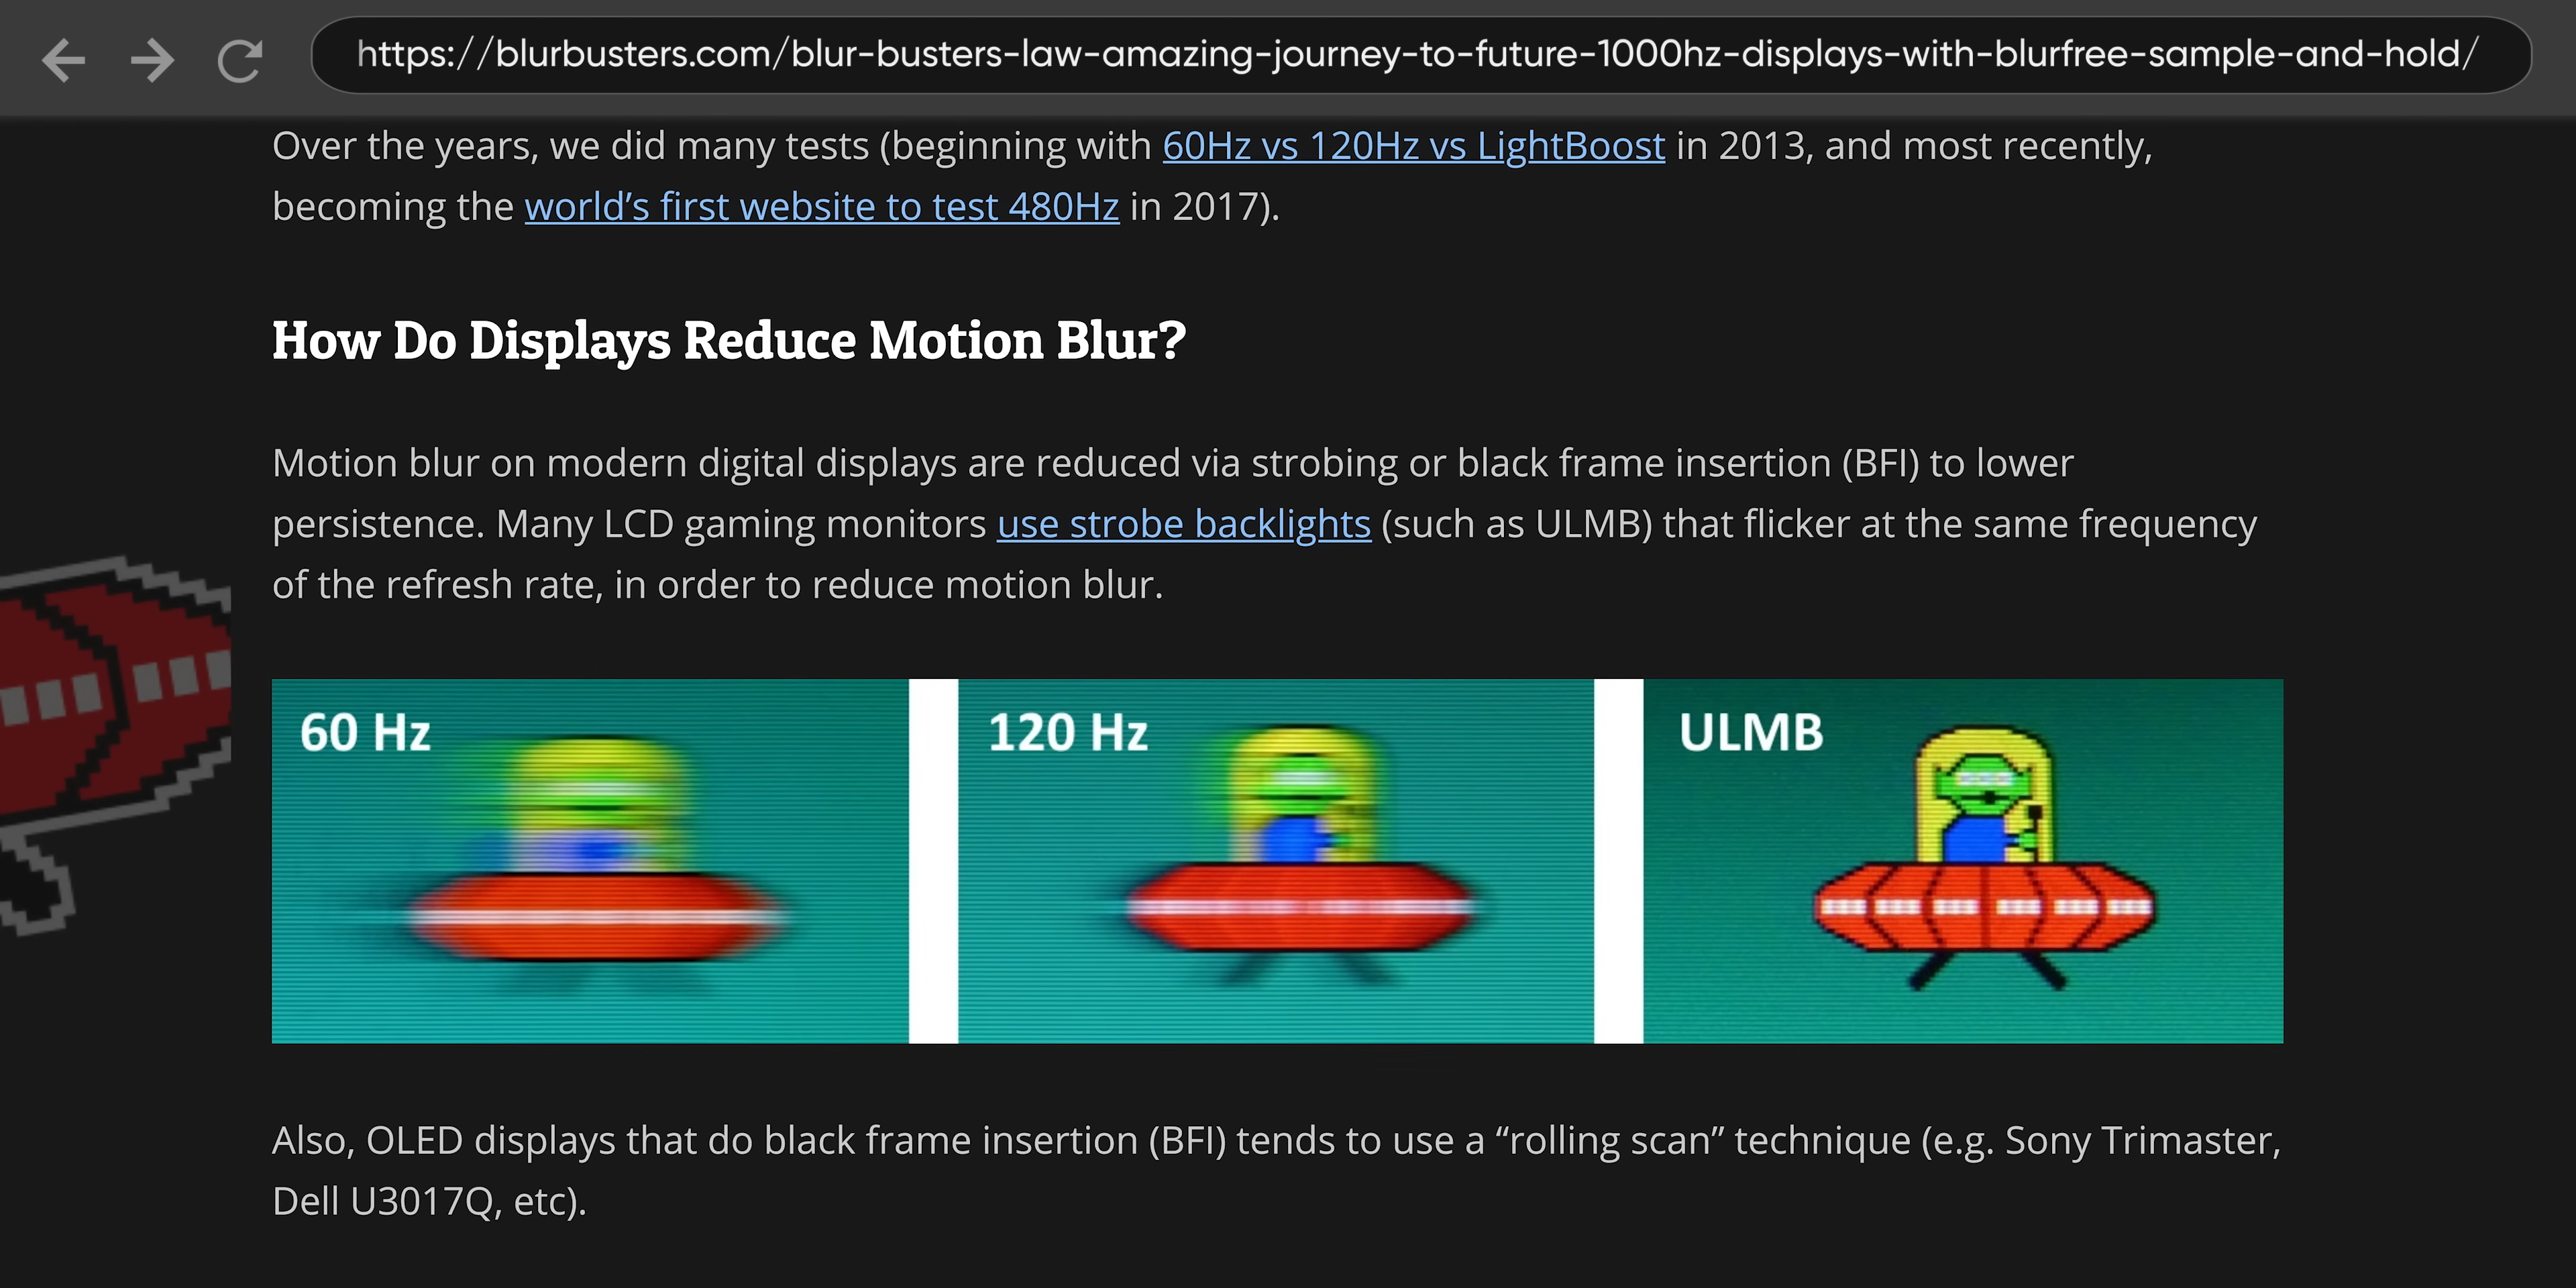 https://blurbusters.com/blur-busters-law-amazing-journey-to-future-1000hz-displays-with-blurfree-sample-and-hold/
Over the years, we did many tests (beginning with 60Hz vs 120Hz vs LightBoost in 2013, and most recently,
becoming the world’s first website to test 480Hz in 2017).
How Do Displays Reduce Motion Blur?
Motion blur on modern digital displays are reduced via strobing or black frame insertion (BFI) to lower
persistence. Many LCD gaming monitors use strobe backlights (such as ULMB) that flicker at the same frequency
of the refresh rate, in order to reduce motion blur.
60 Hz
120 Hz
ULMB
Also, OLED displays that do black frame insertion (BFI) tends to use a “rolling scan” technique (e.g. Sony Trimaster,
Dell U3017Q, etc).